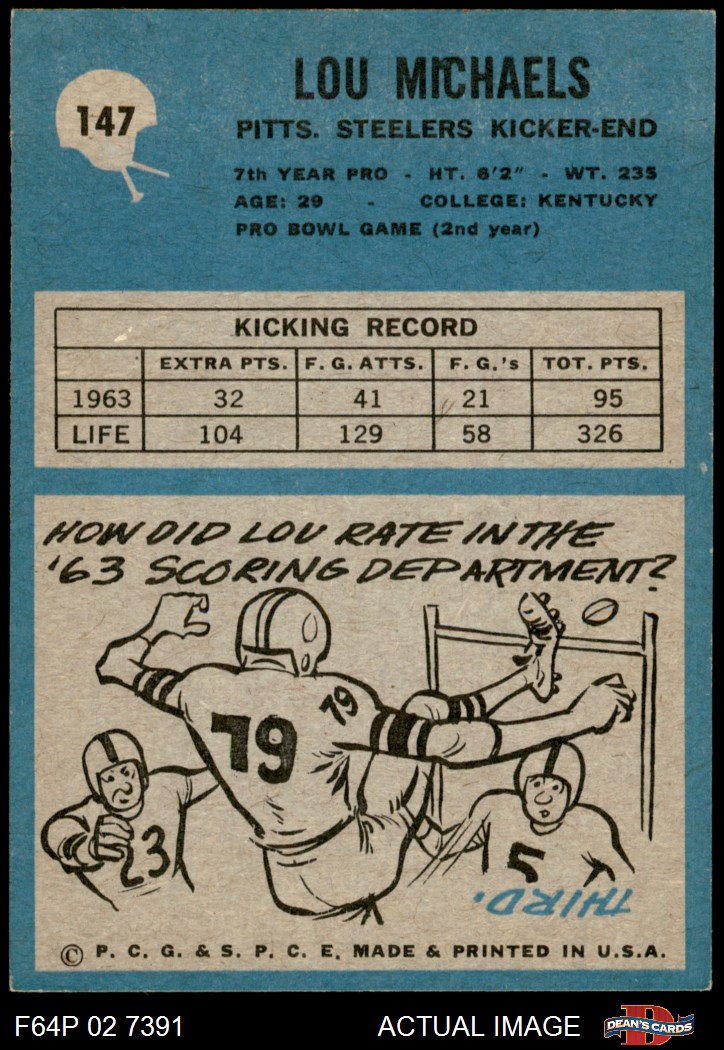 147
LOU MICHAELS
PITTS. STEELERS KICKER-END
7th YEAR PRO - HT. 6'2" - WT. 235
AGE: 29 - COLLEGE: KENTUCKY
PRO BOWL GAME (2nd year)
KICKING RECORD
EXTRA PTS. F. G. ATTS. F. G.'s TOT. PTS.
1963 32 41 21 95
LIFE 104 129 58 326
HOW DID LOU RATE IN THE
'63 SCORING DEPARTMENT?
79
79
23
5
THIRD.
© P. C. G. & S. P. C. E. MADE & PRINTED IN U.S.A.
F64P 02 7391 ACTUAL IMAGE DEAN'S CARDS